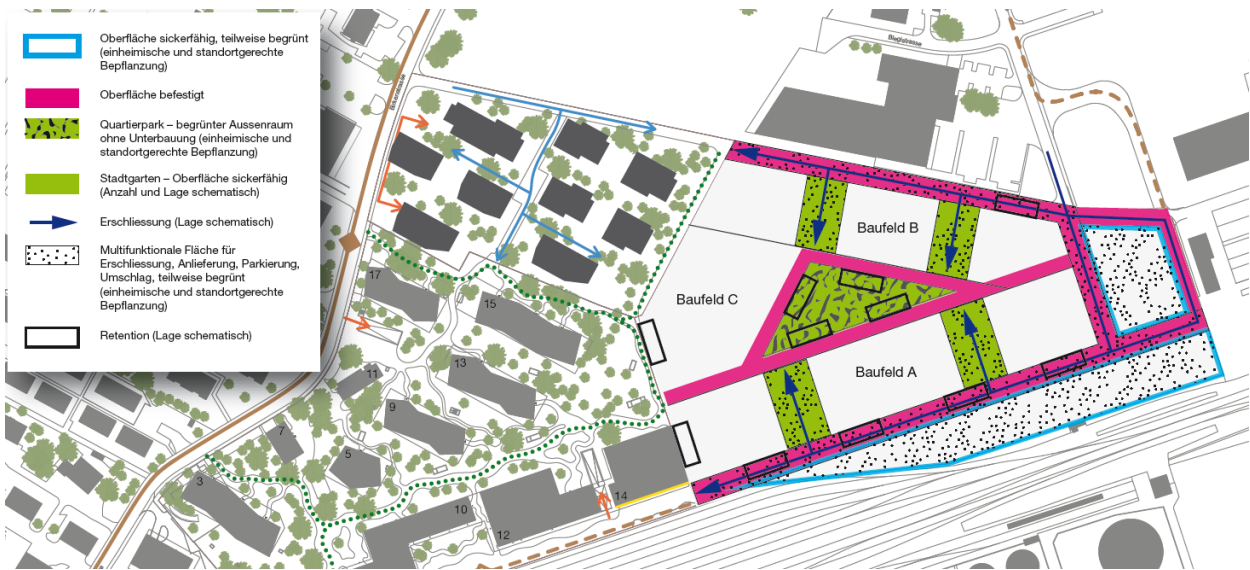 Oberfläche sickerfähig, teilweise begrünt
(einheimische und standortgerechte
Bepflanzung)
Oberfläche befestigt
Quartierpark – begrünter Aussenraum
ohne Unterbauung (einheimische und
standortgerechte Bepflanzung)
Stadtgarten – Oberfläche sickerfähig
(Anzahl und Lage schematisch)
Erschliessung (Lage schematisch)
Multifunktionale Fläche für
Erschliessung, Anlieferung, Parkierung,
Umschlag, teilweise begrünt
(einheimische und standortgerechte
Bepflanzung)
Retention (Lage schematisch)
Baufeld B
Baufeld C
Baufeld A
17
15
13
11
9
7
5
3
10
12
14